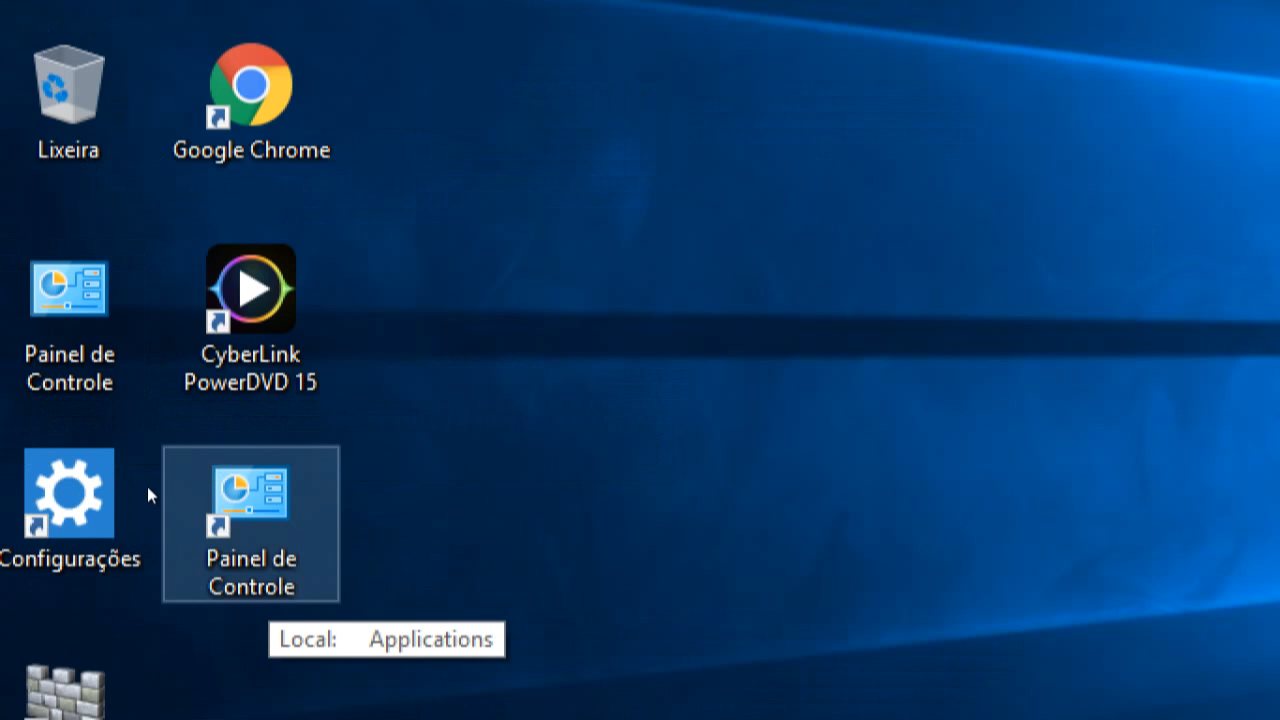 Lixeira
Google Chrome
Painel de
Controle
CyberLink
PowerDVD 15
Configurações
Painel de
Controle
Local: Applications